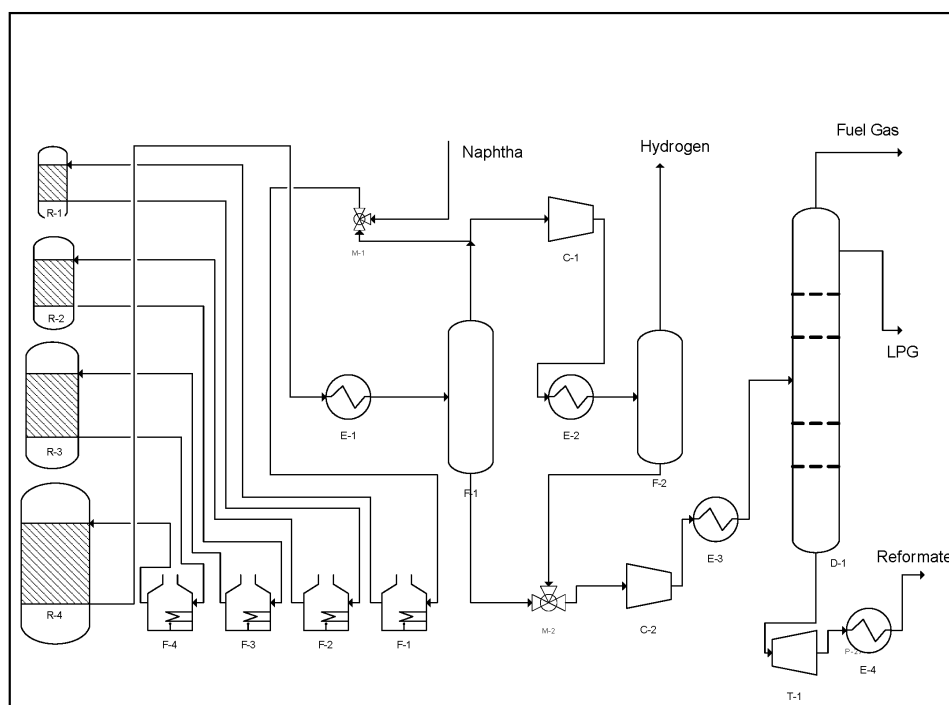 Fuel Gas
Naphtha
Hydrogen
R-1
M-1
C-1
R-2
LPG
R-3
E-1
E-2
F-1
F-2
E-3
D-1
Reformate
R-4
F-4
F-3
F-2
F-1
M-2
C-2
E-4
T-1